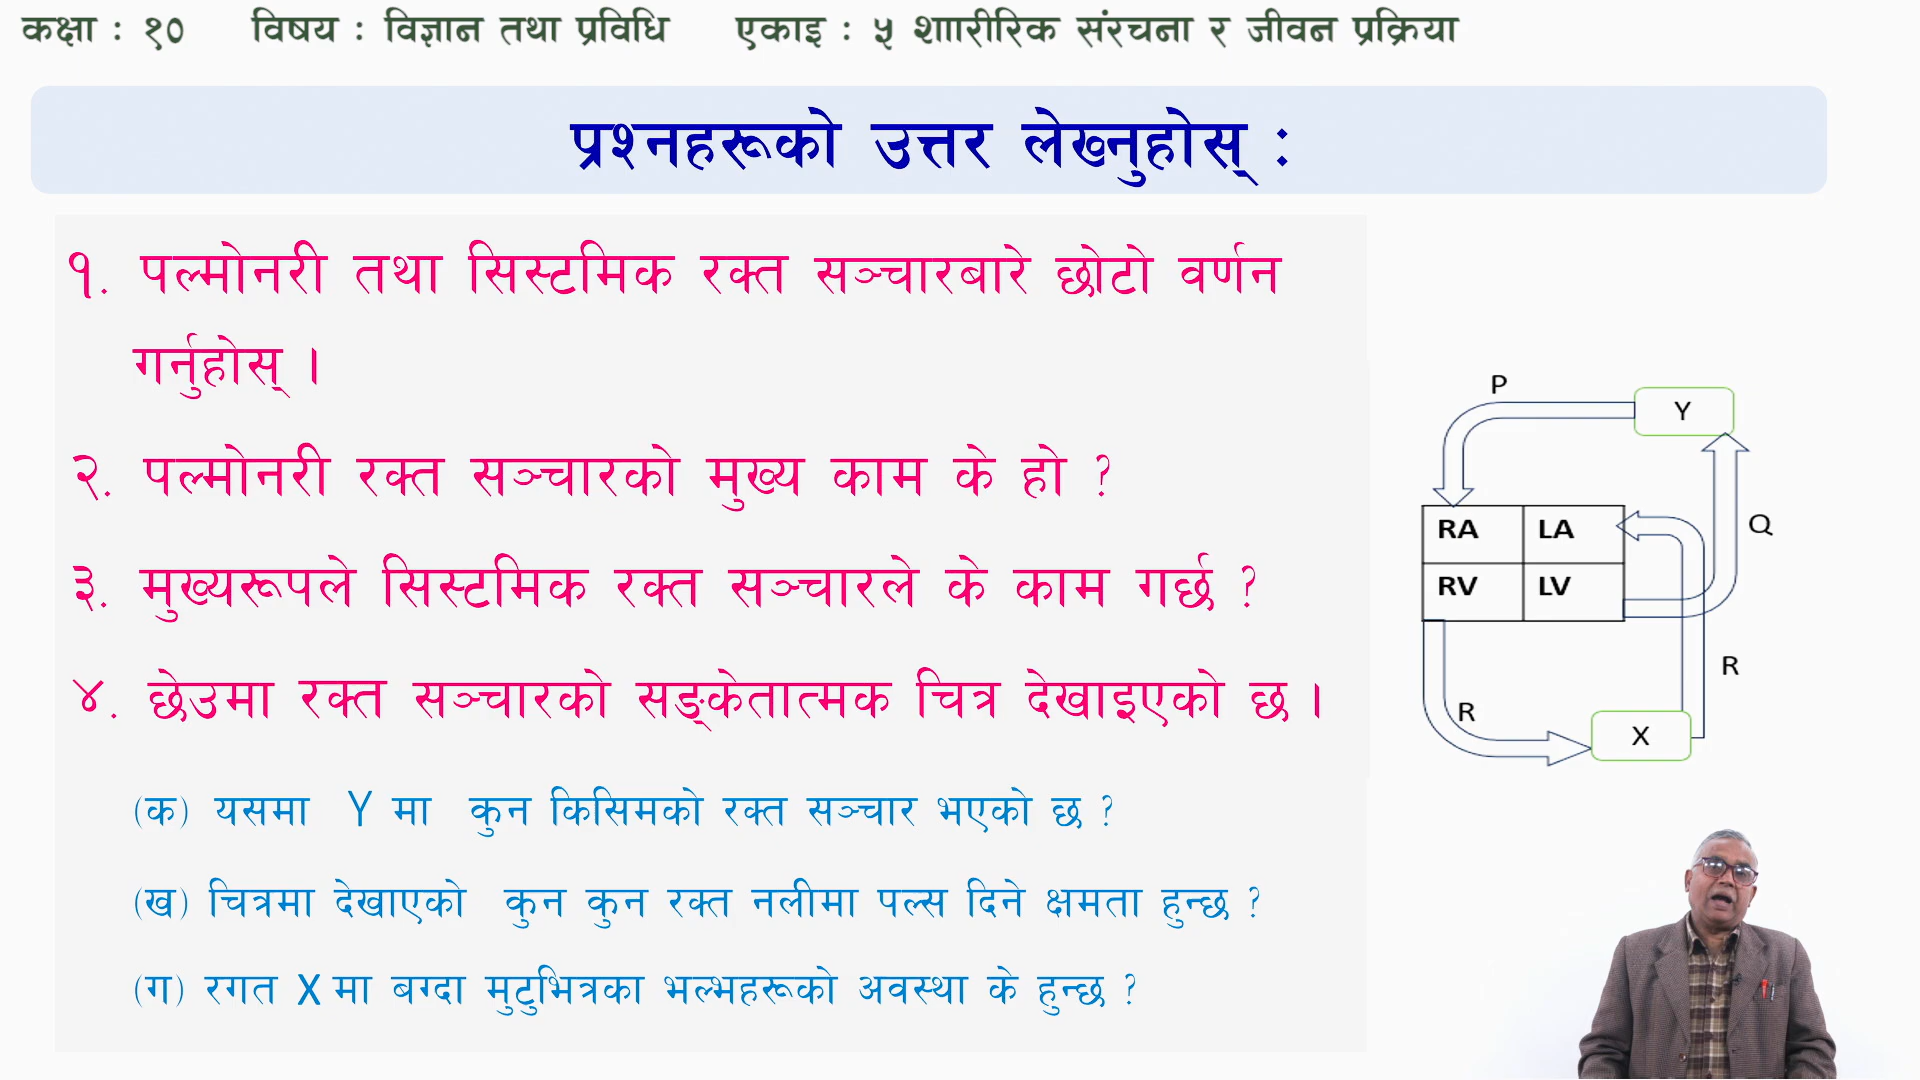 कक्षा : १० विषय : विज्ञान तथा प्रविधि एकाइ : ५ शाारीरिक संरचना र जीवन प्रक्रिया
प्रश्नहरूको उत्तर लेख्नुहोस् :
१. पल्मोनरी तथा सिस्टमिक रक्त सञ्चारबारे छोटो वर्णन
गर्नुहोस् ।
२. पल्मोनरी रक्त सञ्चारको मुख्य काम के हो ?
३. मुख्यरूपले सिस्टमिक रक्त सञ्चारले के काम गर्छ ?
४. छेउमा रक्त सञ्चारको सङ्केतात्मक चित्र देखाइएको छ ।
(क) यसमा Y मा कुन किसिमको रक्त सञ्चार भएको छ ?
(ख) चित्रमा देखाएको कुन कुन रक्त नलीमा पल्स दिने क्षमता हुन्छ ?
(ग) रगत X मा बग्दा मुटुभित्रका भल्भहरूको अवस्था के हुन्छ ?
P
Y
RA LA
Q
RV LV
R
R
X